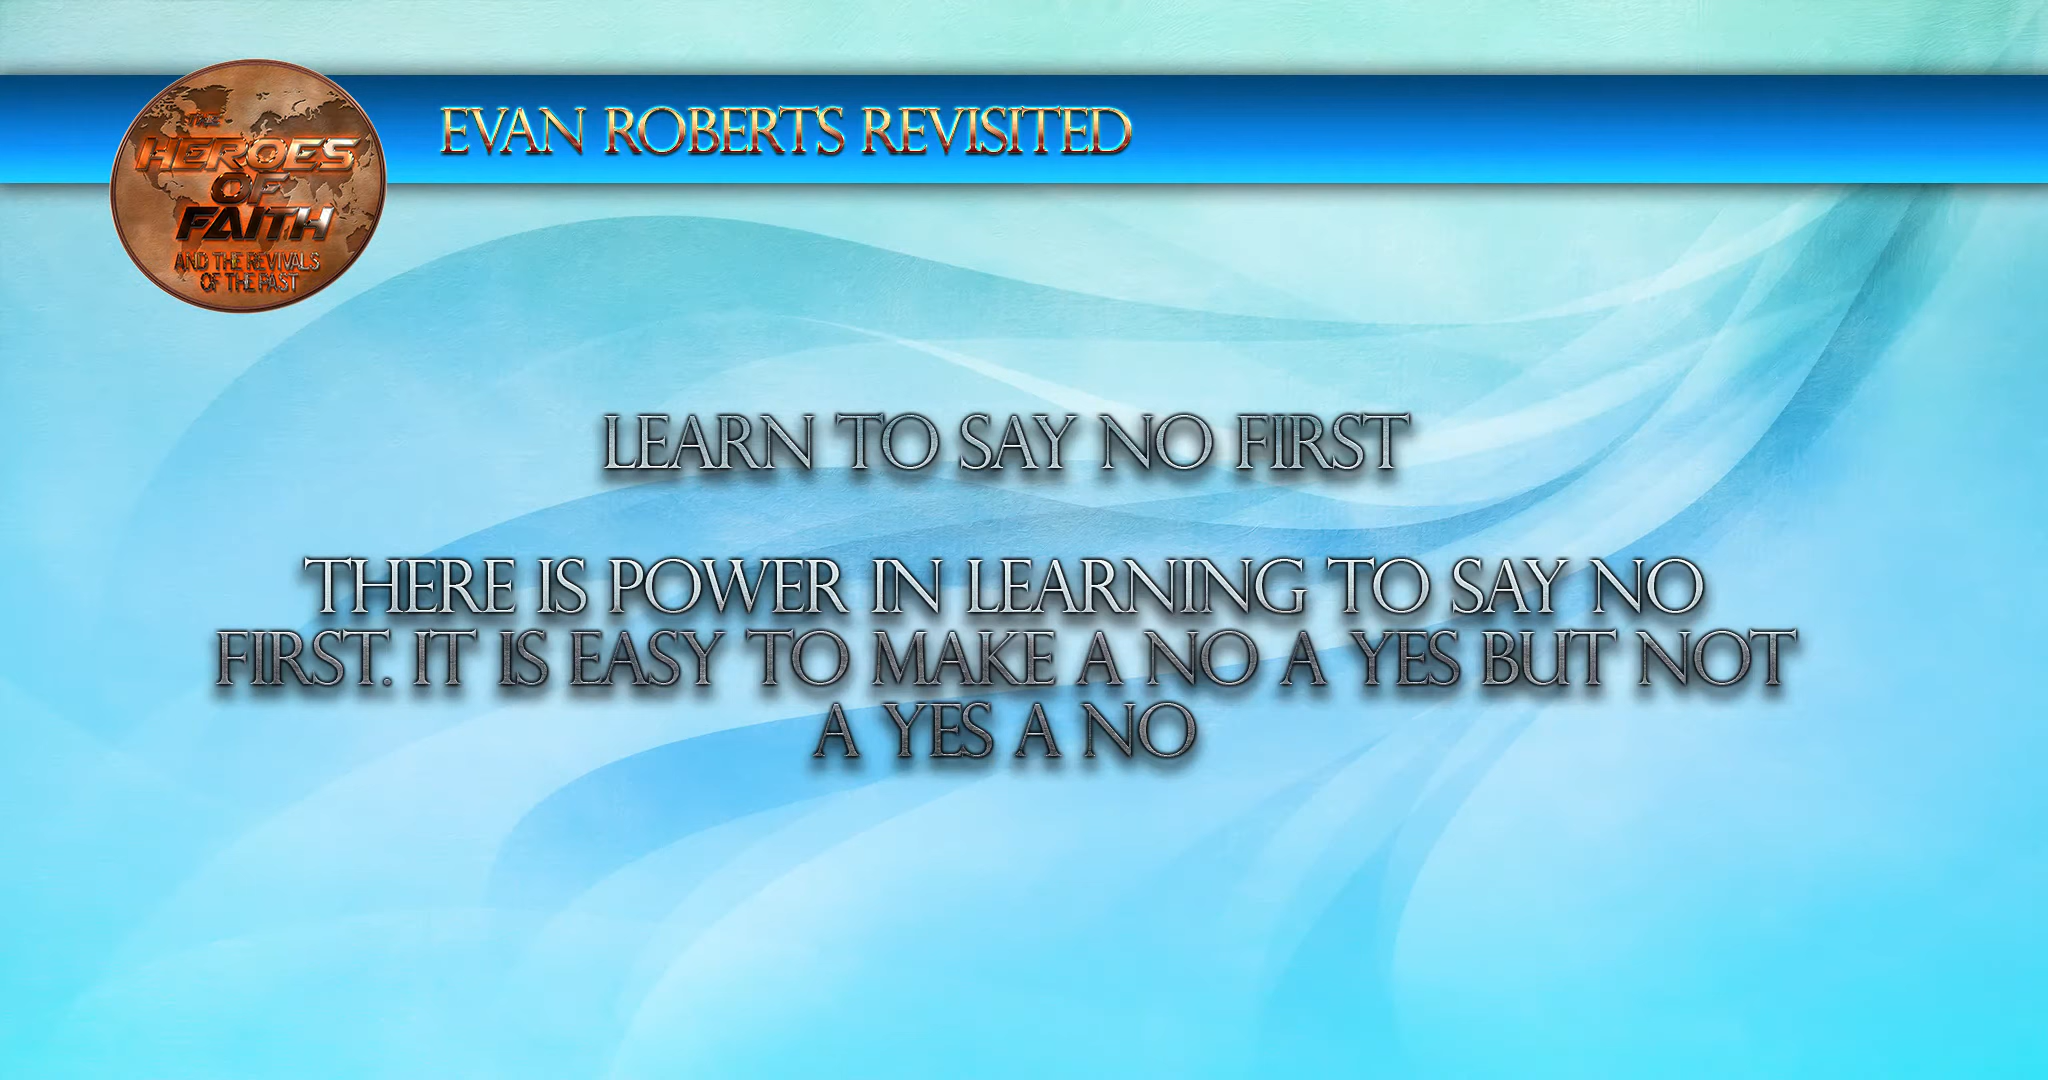 THE
HEROES
OF
FAITH
AND THE REVIVALS
OF THE PAST
EVAN ROBERTS REVISITED
LEARN TO SAY NO FIRST
THERE IS POWER IN LEARNING TO SAY NO
FIRST. IT IS EASY TO MAKE A NO A YES BUT NOT
A YES A NO